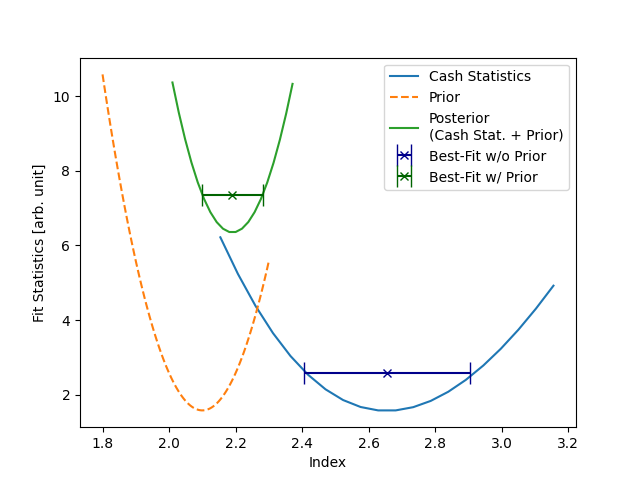 Cash Statistics
Prior
Posterior
(Cash Stat. + Prior)
Best-Fit w/o Prior
Best-Fit w/ Prior
Fit Statistics [arb. unit]
10
8
6
4
2
1.8 2.0 2.2 2.4 2.6 2.8 3.0 3.2
Index